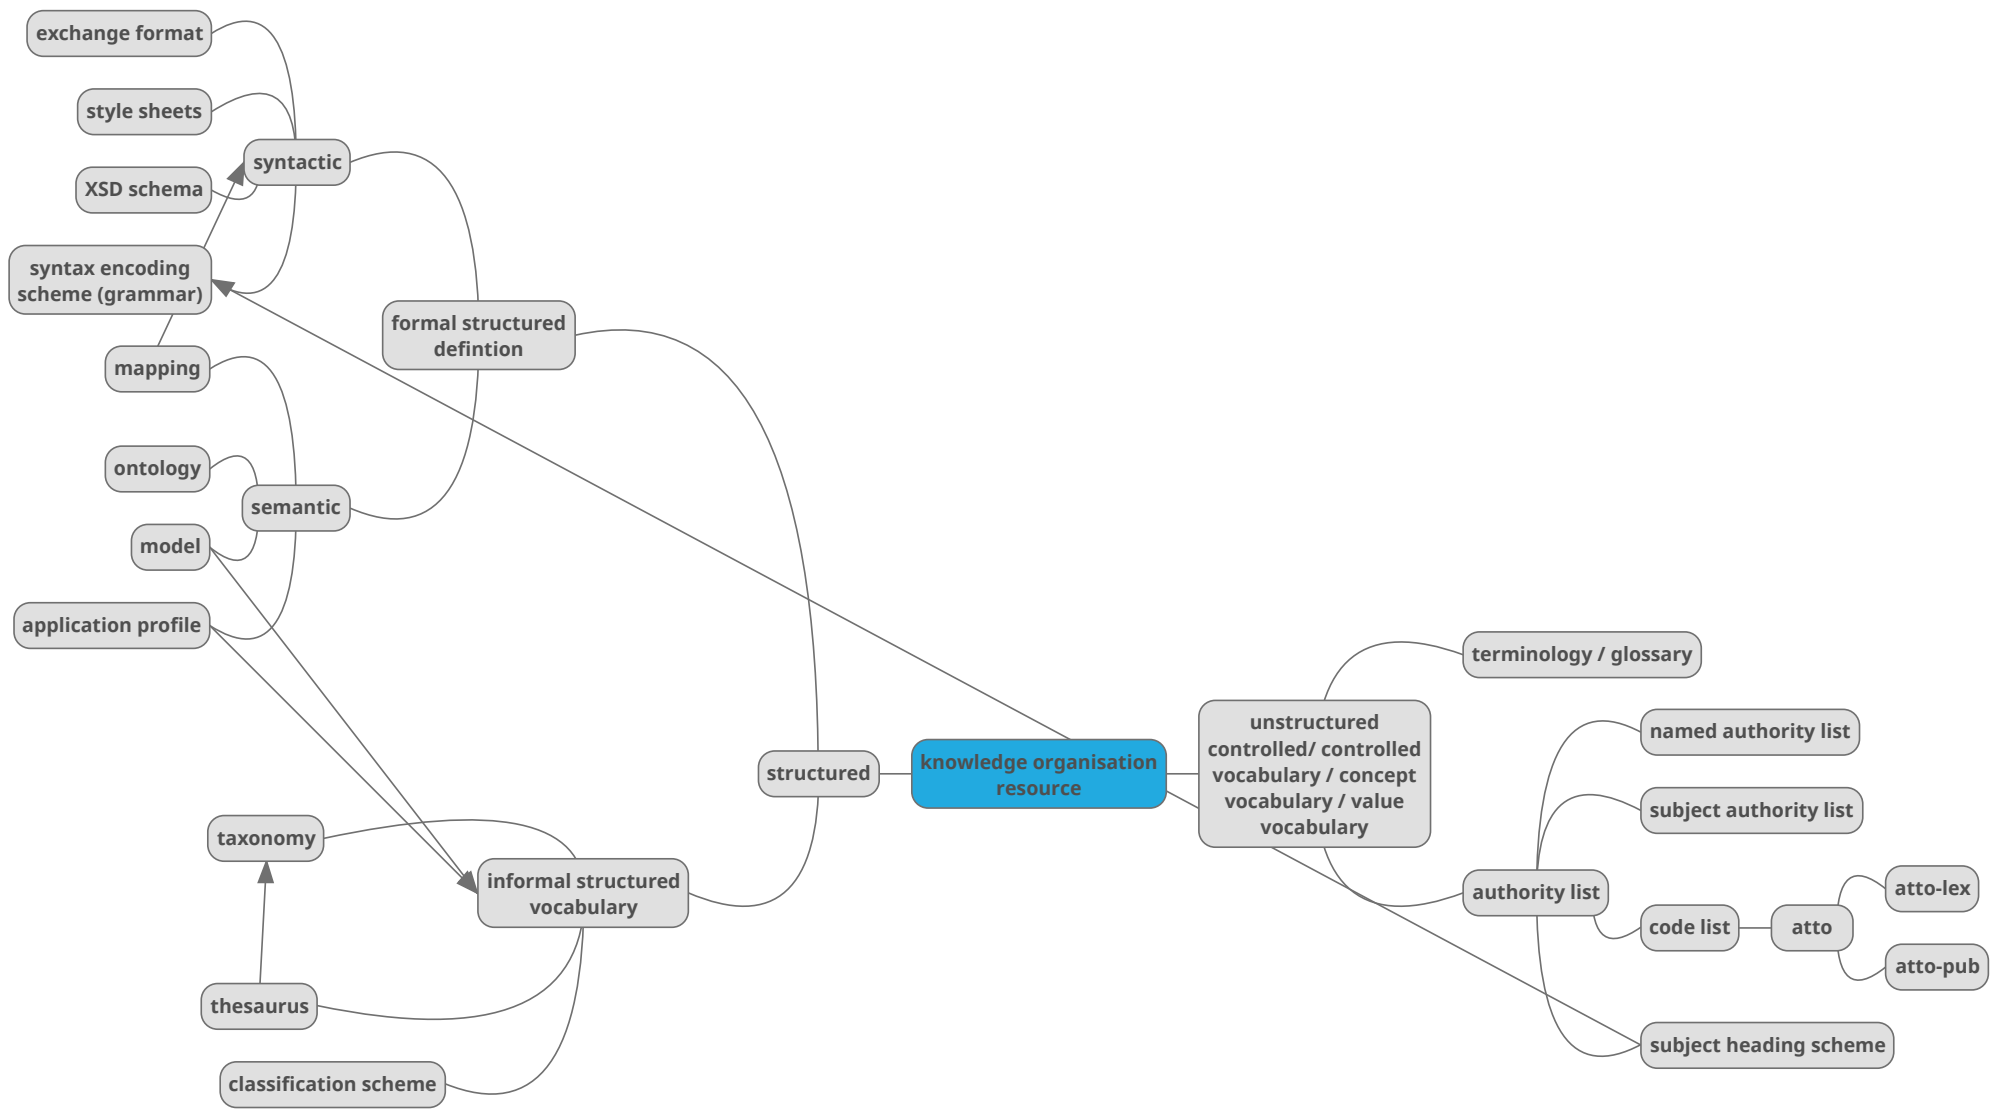 exchange format
style sheets
syntactic
XSD schema
syntax encoding
scheme (grammar)
formal structured
defintion
mapping
ontology
semantic
model
application profile
structured
taxonomy
informal structured
vocabulary
thesaurus
classification scheme
knowledge organisation
resource
unstructured
controlled/ controlled
vocabulary / concept
vocabulary / value
vocabulary
terminology / glossary
named authority list
subject authority list
authority list
code list
atto
atto-lex
atto-pub
subject heading scheme